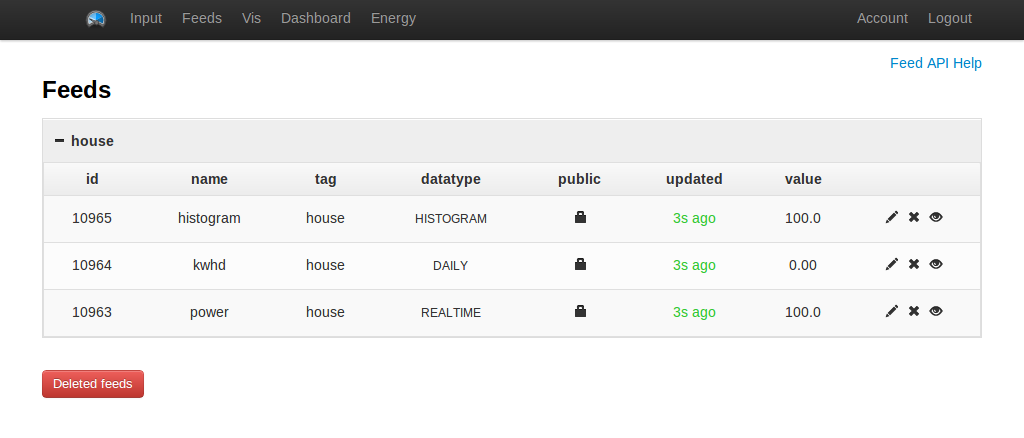 Input Feeds Vis Dashboard Energy Account Logout
Feed API Help
Feeds
house
id name tag datatype public updated value
10965 histogram house HISTOGRAM 3s ago 100.0
10964 kwhd house DAILY 3s ago 0.00
10963 power house REALTIME 3s ago 100.0
Deleted feeds